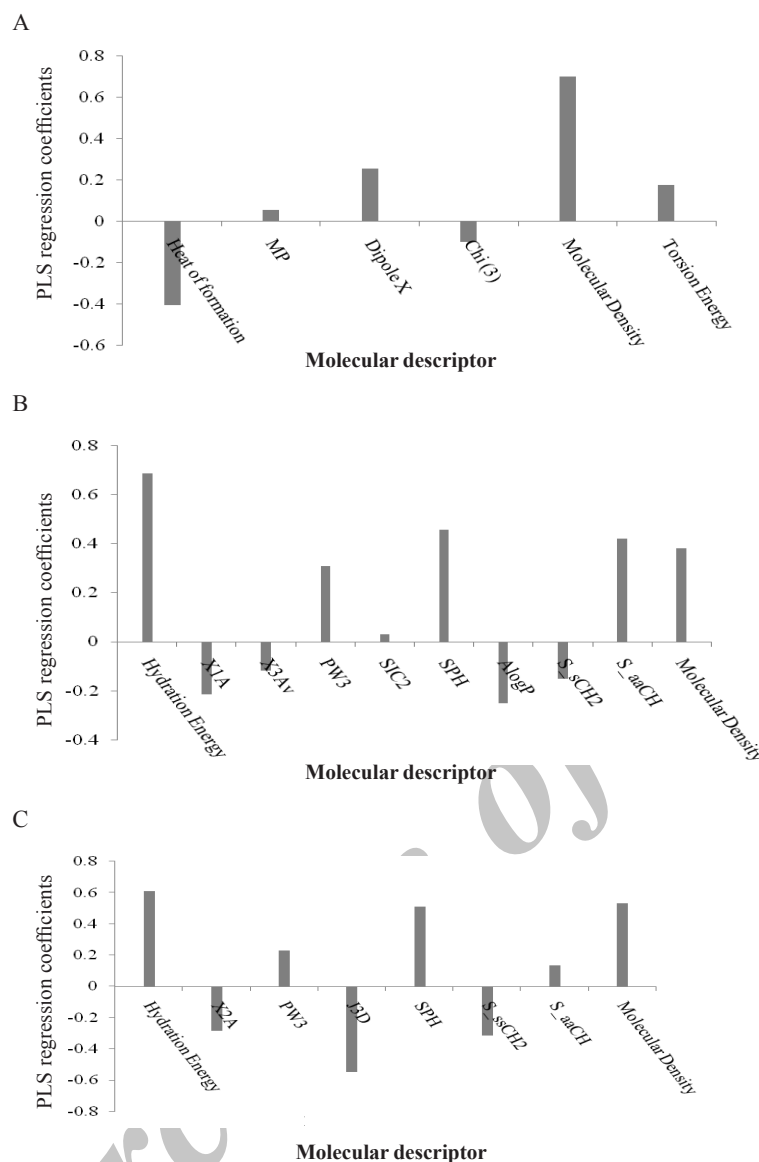 A
PLS regression coefficients
0.8
0.6
0.4
0.2
0
-0.2
-0.4
-0.6
Heat of formation
MP
Dipole X
Chi (3)
Molecular Density
Torsion Energy
Molecular descriptor
B
PLS regression coefficients
0.8
0.6
0.4
0.2
0
-0.2
-0.4
Hydration Energy
X1A
X3Av
PW3
SIC2
SPH
AlogP
S_sCH2
S_aaCH
Molecular Density
Molecular descriptor
C
PLS regression coefficients
0.8
0.6
0.4
0.2
0
-0.2
-0.4
-0.6
-0.8
Hydration Energy
X2A
PW3
J3D
SPH
S_ssCH2
S_aaCH
Molecular Density
Molecular descriptor